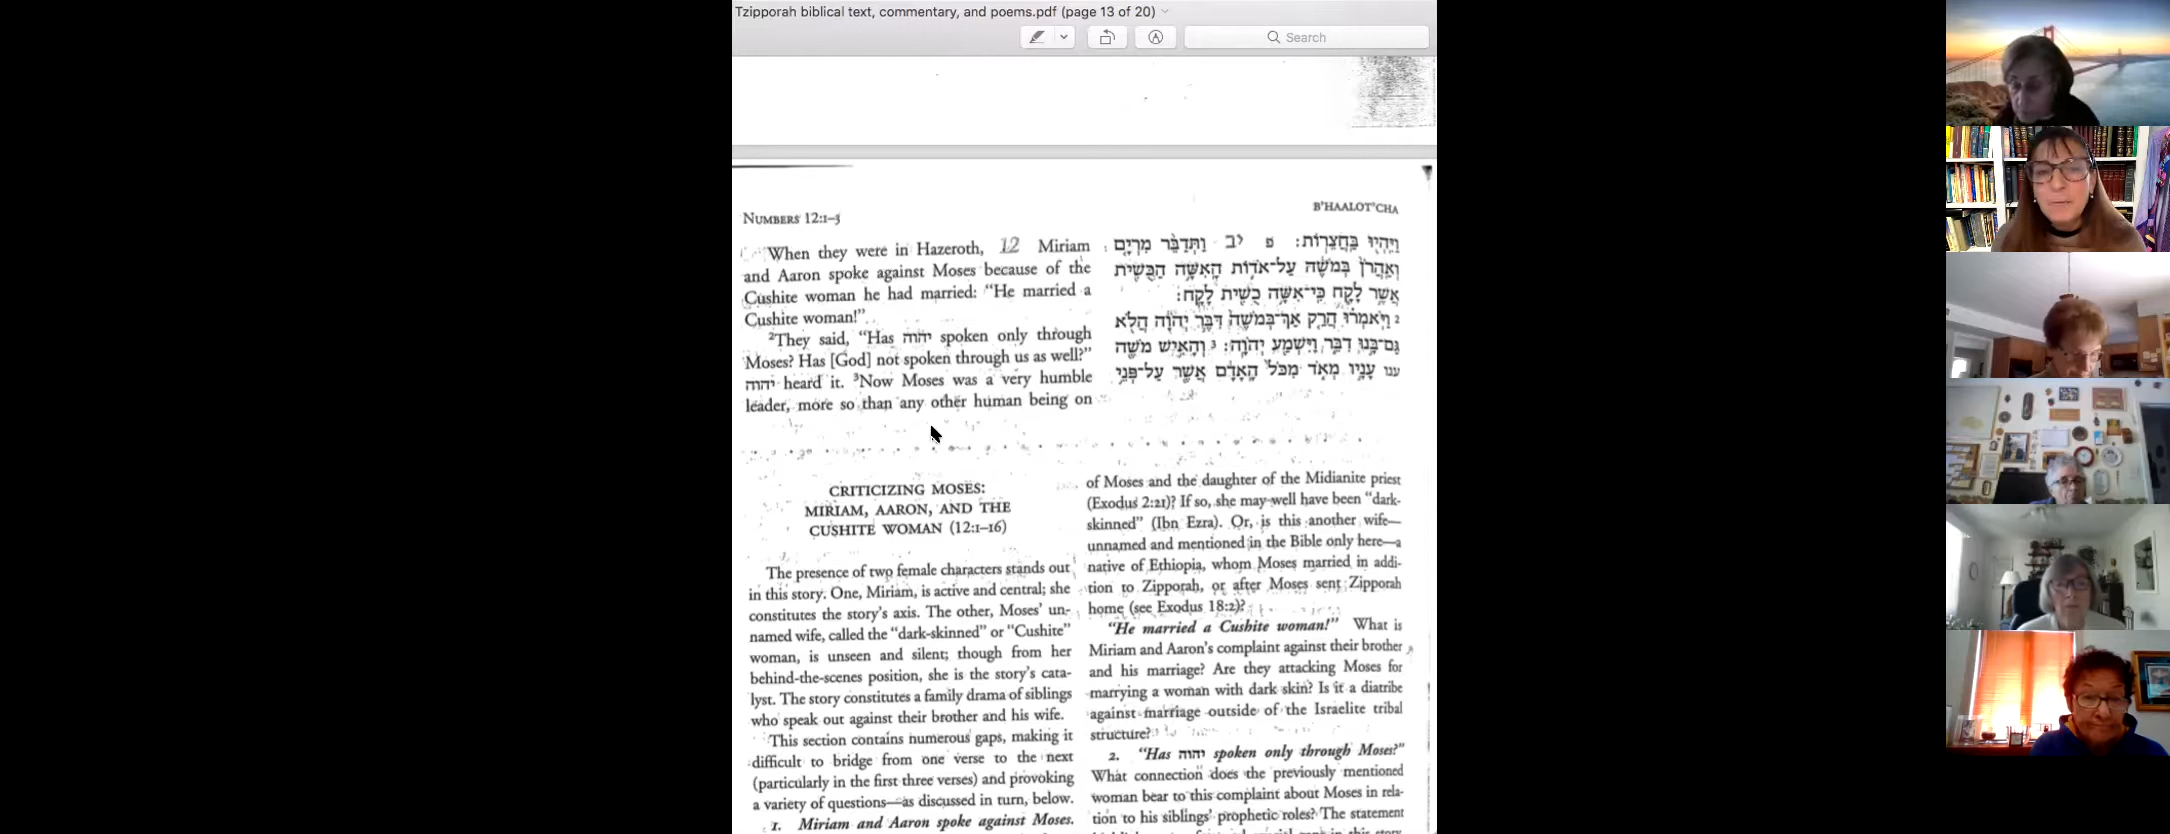 Tzipporah biblical text, commentary, and poems.pdf (page 13 of 20)
Search
NUMBERS 12:1–3
B'HAALOT'CHA
When they were in Hazeroth, 12 Miriam
and Aaron spoke against Moses because of the
Cushite woman he had married: “He married a
Cushite woman!”
²They said, “Has יהוה spoken only through
Moses? Has [God] not spoken through us as well?”
יהוה heard it. ³Now Moses was a very humble
leader, more so than any other human being on
וַיִּהְיוּ בַּחֲצֵרוֹת: פ יב וַתְּדַבֵּר מִרְיָם
וְאַהֲרֹן בְּמֹשֶׁה עַל־אֹדוֹת הָאִשָּׁה הַכֻּשִׁית
אֲשֶׁר לָקָח כִּי־אִשָּׁה כֻשִׁית לָקָח:
2 וַיֹּאמְרוּ הֲרַק אַךְ־בְּמֹשֶׁה דִּבֶּר יְהֹוָה הֲלֹא
גַּם־בָּנוּ דִבֵּר וַיִּשְׁמַע יְהֹוָה: 3 וְהָאִישׁ מֹשֶׁה
ענו עָנָיו מְאֹד מִכֹּל הָאָדָם אֲשֶׁר עַל־פְּנֵי
CRITICIZING MOSES:
MIRIAM, AARON, AND THE
CUSHITE WOMAN (12:1–16)
The presence of two female characters stands out
in this story. One, Miriam, is active and central; she
constitutes the story's axis. The other, Moses' un-
named wife, called the “dark-skinned” or “Cushite”
woman, is unseen and silent; though from her
behind-the-scenes position, she is the story's cata-
lyst. The story constitutes a family drama of siblings
who speak out against their brother and his wife.
This section contains numerous gaps, making it
difficult to bridge from one verse to the next
(particularly in the first three verses) and provoking
a variety of questions—as discussed in turn, below.
1. Miriam and Aaron spoke against Moses.
of Moses and the daughter of the Midianite priest
(Exodus 2:21)? If so, she may well have been “dark-
skinned” (Ibn Ezra). Or, is this another wife—
unnamed and mentioned in the Bible only here—a
native of Ethiopia, whom Moses married in addi-
tion to Zipporah, or after Moses sent Zipporah
home (see Exodus 18:2)?
“He married a Cushite woman!” What is
Miriam and Aaron's complaint against their brother
and his marriage? Are they attacking Moses for
marrying a woman with dark skin? Is it a diatribe
against marriage outside of the Israelite tribal
structure?
2. “Has יהוה spoken only through Moses?”
What connection does the previously mentioned
woman bear to this complaint about Moses in rela-
tion to his siblings' prophetic roles? The statement